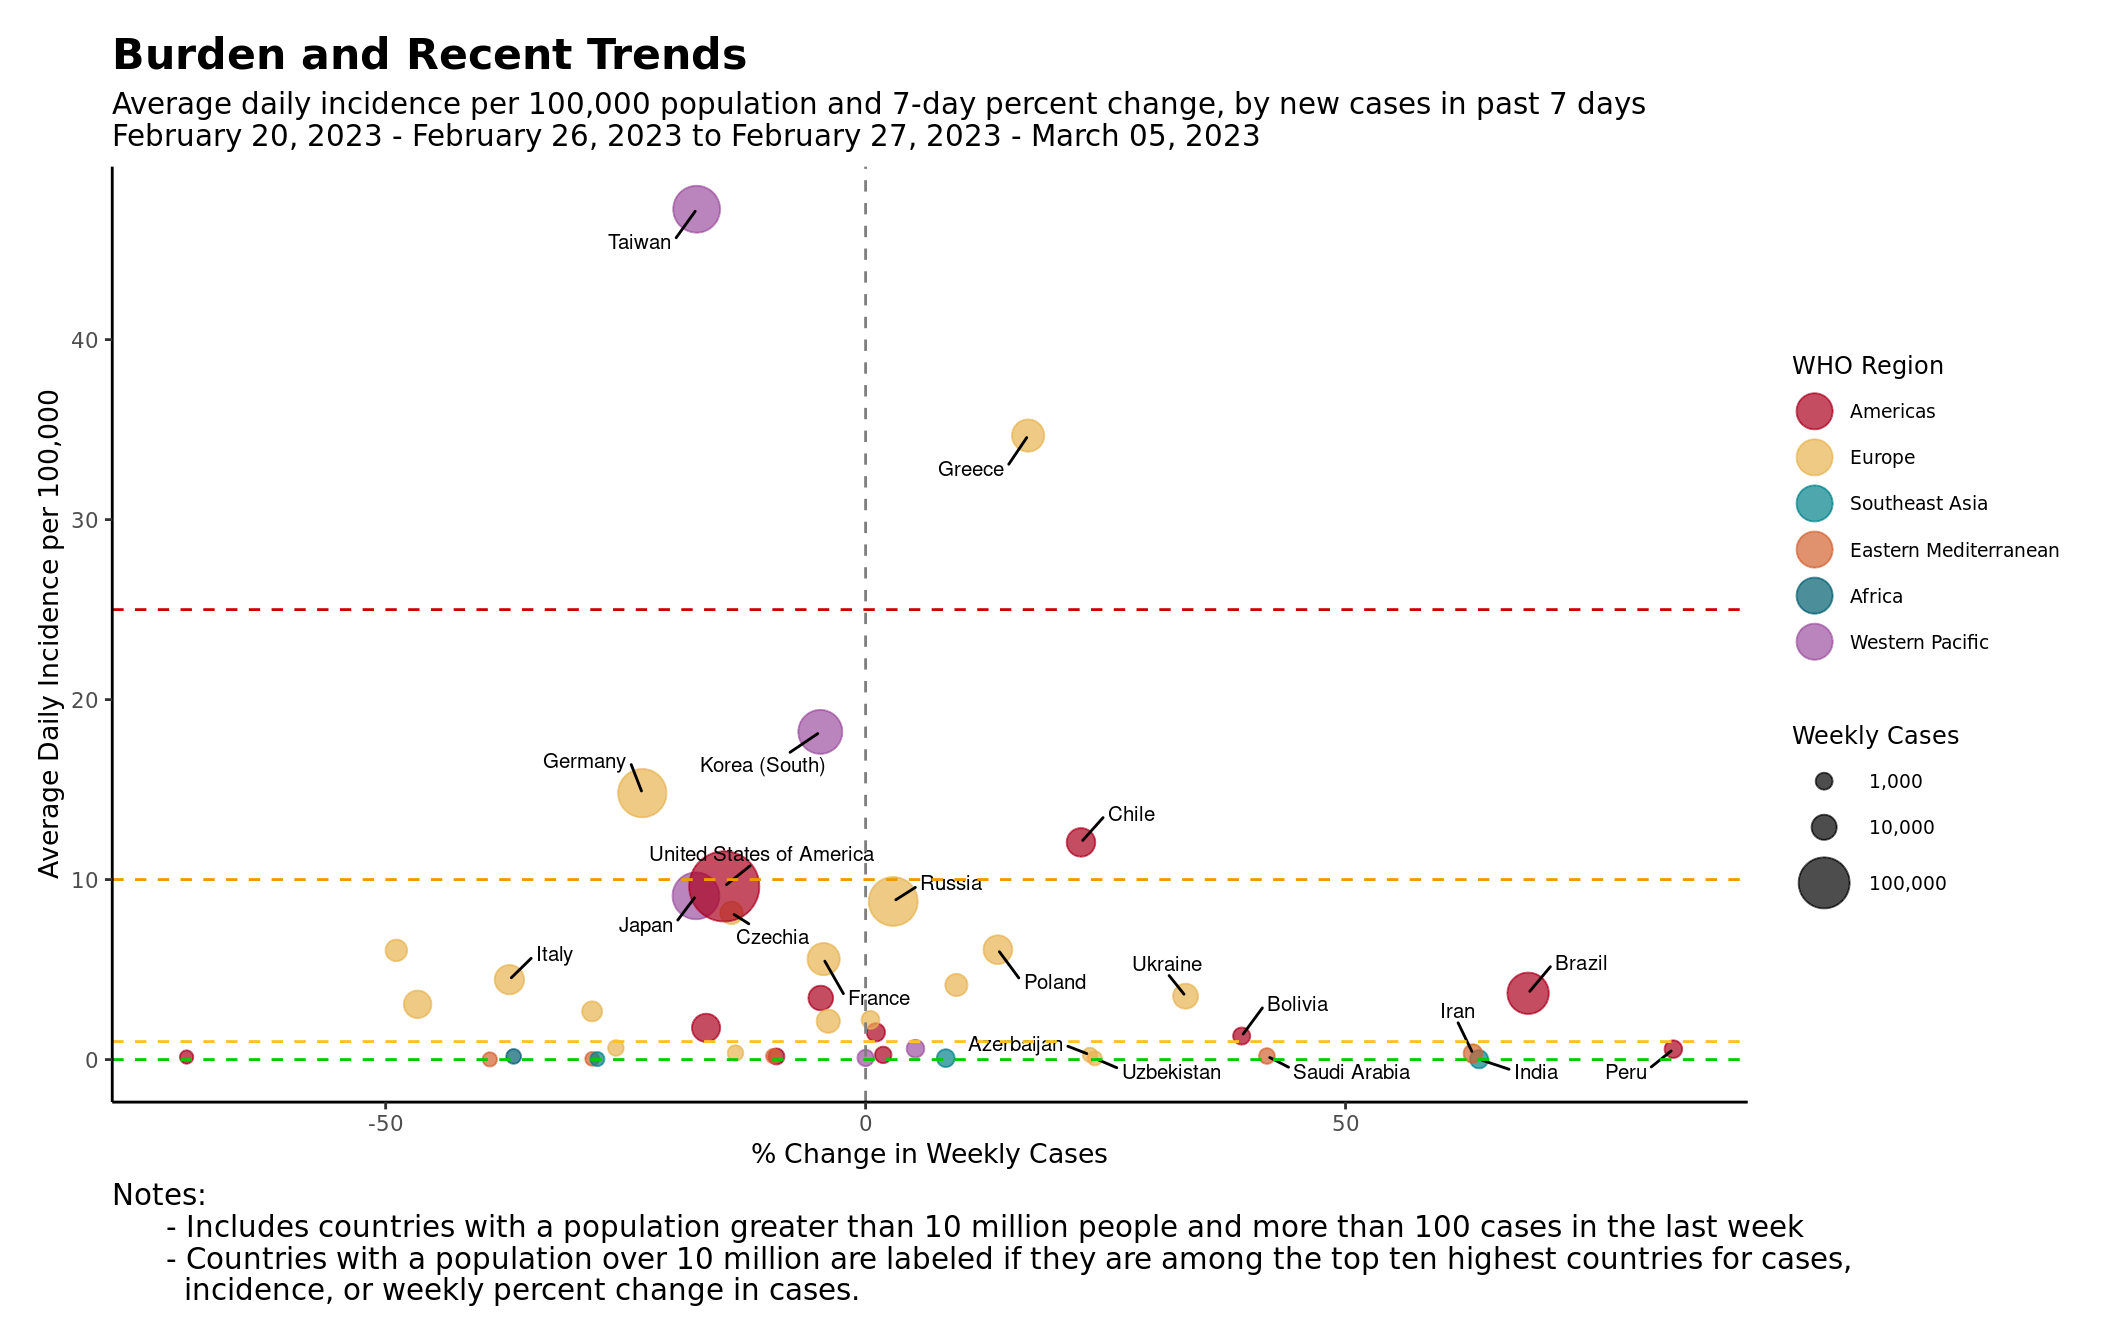 Burden and Recent Trends
Average daily incidence per 100,000 population and 7-day percent change, by new cases in past 7 days
February 20, 2023 - February 26, 2023 to February 27, 2023 - March 05, 2023
Average Daily Incidence per 100,000
40
30
20
10
0
Taiwan
Greece
Korea (South)
Germany
Chile
United States of America
Russia
Japan
Czechia
Italy
France
Poland
Ukraine
Brazil
Bolivia
Iran
Azerbaijan
Uzbekistan
Saudi Arabia
India
Peru
-50
0
50
% Change in Weekly Cases
WHO Region
Americas
Europe
Southeast Asia
Eastern Mediterranean
Africa
Western Pacific
Weekly Cases
1,000
10,000
100,000
Notes:
- Includes countries with a population greater than 10 million people and more than 100 cases in the last week
- Countries with a population over 10 million are labeled if they are among the top ten highest countries for cases,
incidence, or weekly percent change in cases.